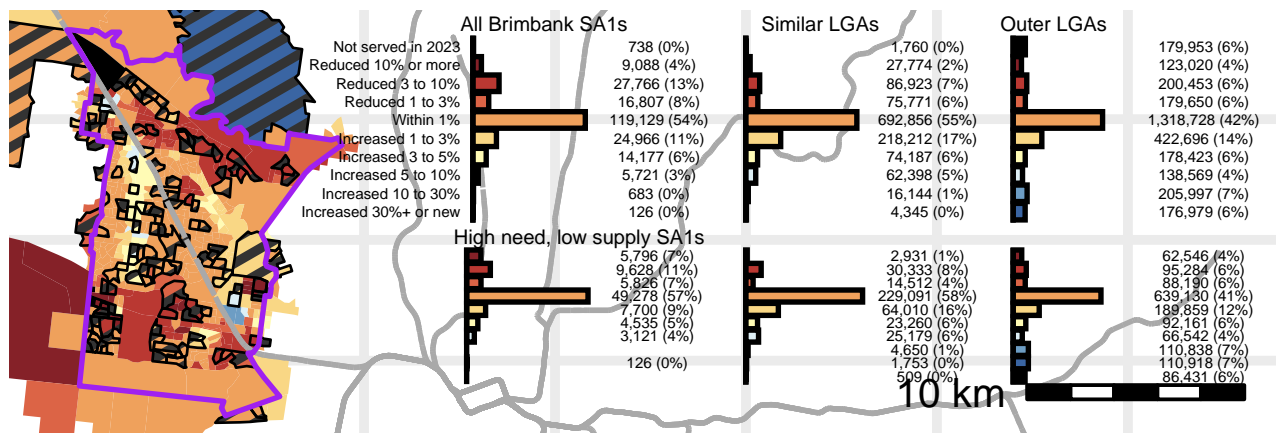 All Brimbank SA1s Similar LGAs Outer LGAs
Not served in 2023 738 (0%) 1,760 (0%) 179,953 (6%)
Reduced 10% or more 9,088 (4%) 27,774 (2%) 123,020 (4%)
Reduced 3 to 10% 27,766 (13%) 86,923 (7%) 200,453 (6%)
Reduced 1 to 3% 16,807 (8%) 75,771 (6%) 179,650 (6%)
Within 1% 119,129 (54%) 692,856 (55%) 1,318,728 (42%)
Increased 1 to 3% 24,966 (11%) 218,212 (17%) 422,696 (14%)
Increased 3 to 5% 14,177 (6%) 74,187 (6%) 178,423 (6%)
Increased 5 to 10% 5,721 (3%) 62,398 (5%) 138,569 (4%)
Increased 10 to 30% 683 (0%) 16,144 (1%) 205,997 (7%)
Increased 30%+ or new 126 (0%) 4,345 (0%) 176,979 (6%)
High need, low supply SA1s
5,796 (7%) 2,931 (1%) 62,546 (4%)
9,628 (11%) 30,333 (8%) 95,284 (6%)
5,826 (7%) 14,512 (4%) 88,190 (6%)
49,278 (57%) 229,091 (58%) 639,130 (41%)
7,700 (9%) 64,010 (16%) 189,859 (12%)
4,535 (5%) 23,260 (6%) 92,161 (6%)
3,121 (4%) 25,179 (6%) 66,542 (4%)
4,650 (1%) 110,838 (7%)
126 (0%) 1,753 (0%) 110,918 (7%)
509 (0%) 86,431 (6%)
10 km